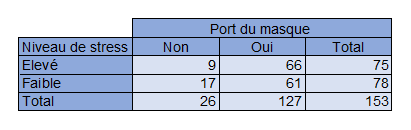 Port du masque
Niveau de stress Non Oui Total
Elevé 9 66 75
Faible 17 61 78
Total 26 127 153